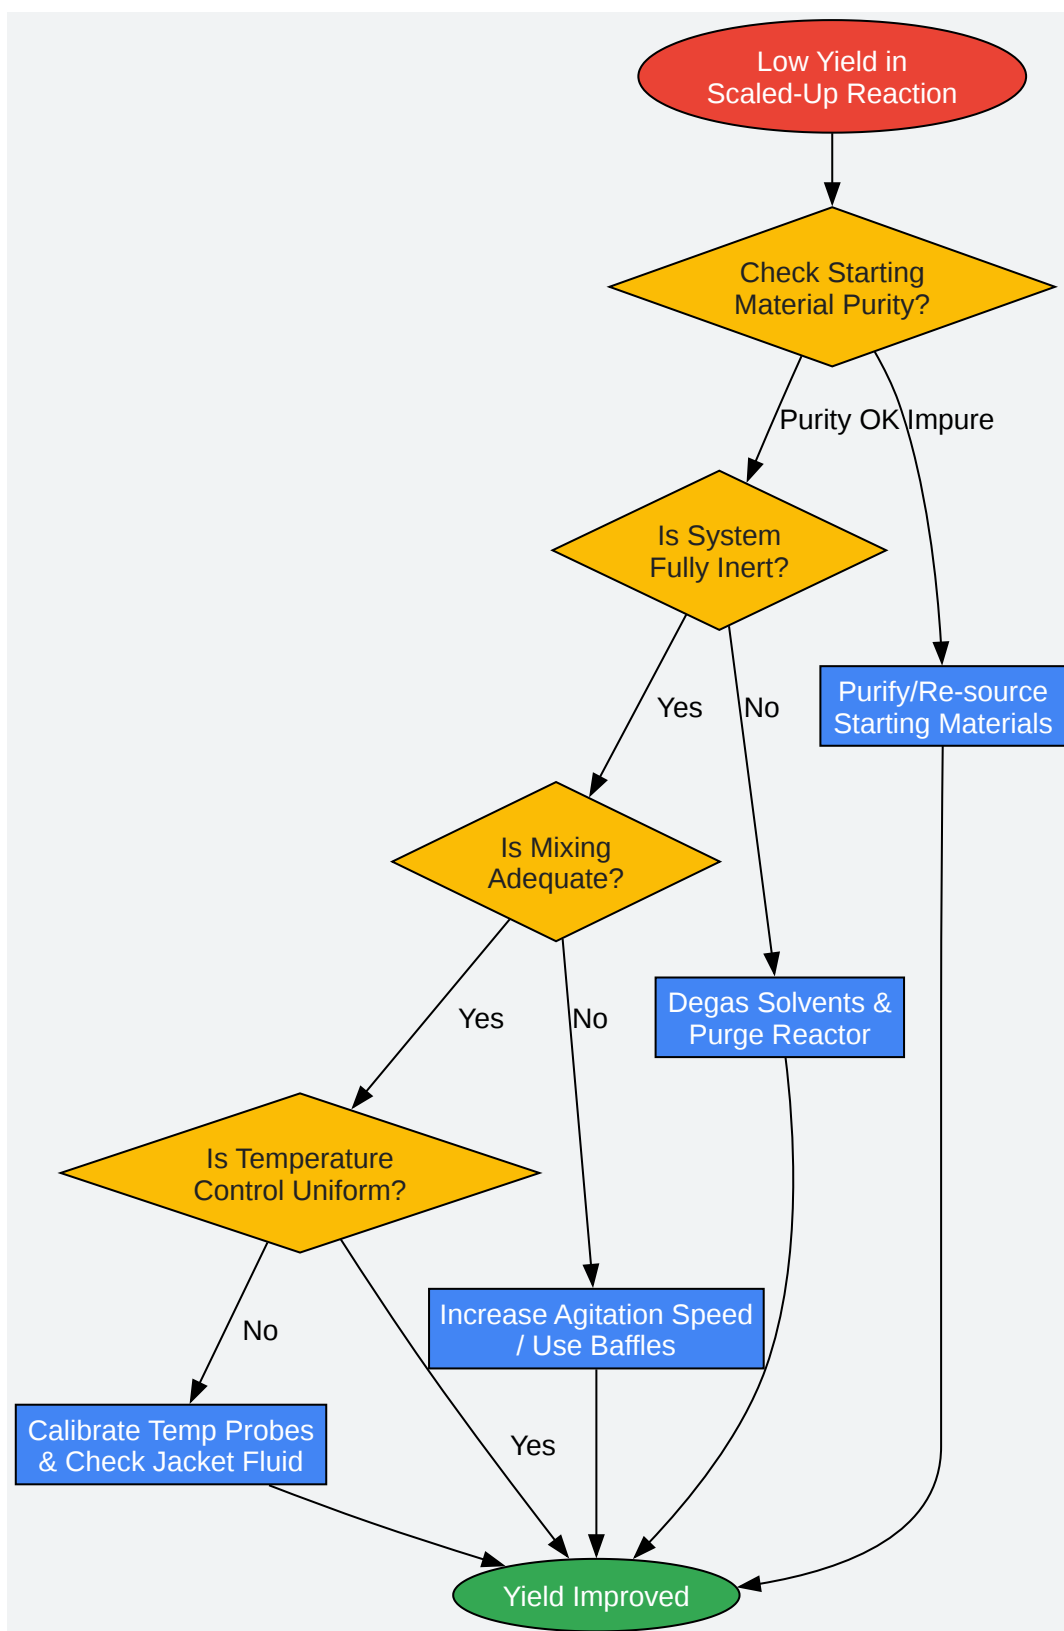 Low Yield in
Scaled-Up Reaction
Check Starting
Material Purity?
Purity OK
Impure
Is System
Fully Inert?
Purify/Re-source
Starting Materials
Yes
No
Is Mixing
Adequate?
Degas Solvents &
Purge Reactor
Yes
No
Is Temperature
Control Uniform?
Increase Agitation Speed
/ Use Baffles
No
Calibrate Temp Probes
& Check Jacket Fluid
Yes
Yield Improved